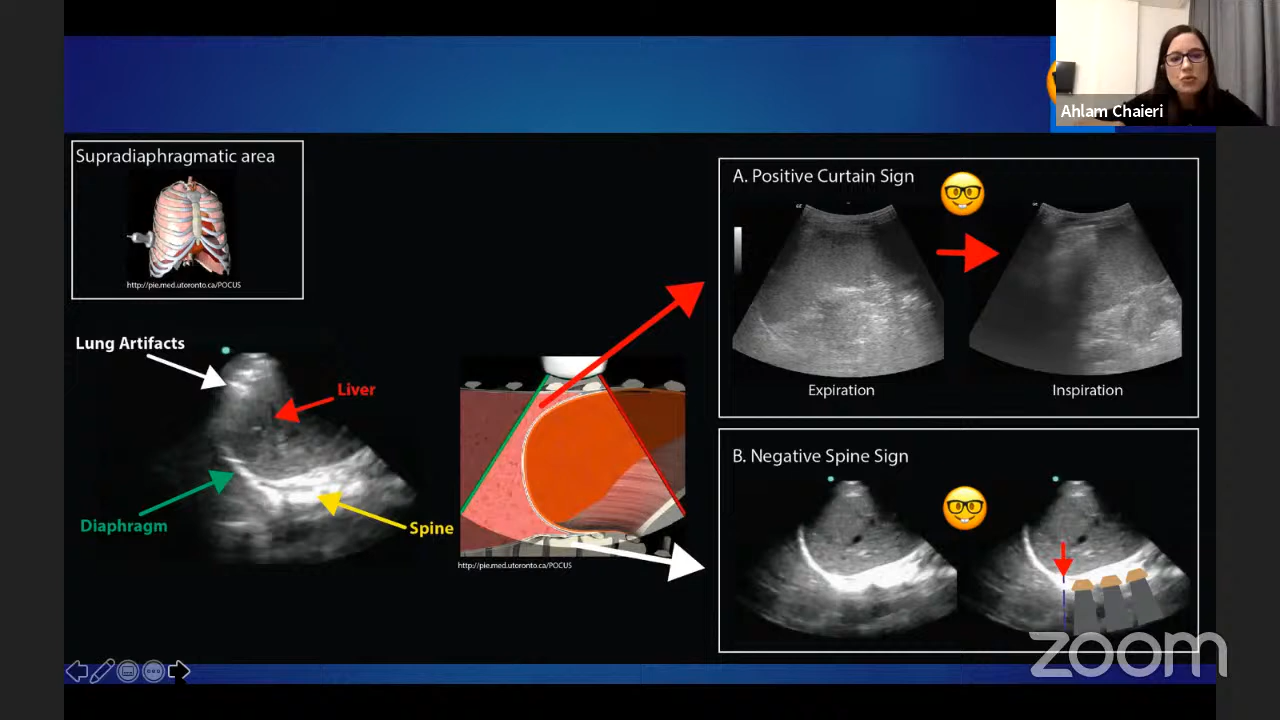 Ahlam Chaieri
Supradiaphragmatic area
http://pie.med.utoronto.ca/POCUS
Lung Artifacts
Liver
Diaphragm
Spine
http://pie.med.utoronto.ca/POCUS
A. Positive Curtain Sign
Expiration
Inspiration
B. Negative Spine Sign
zoom